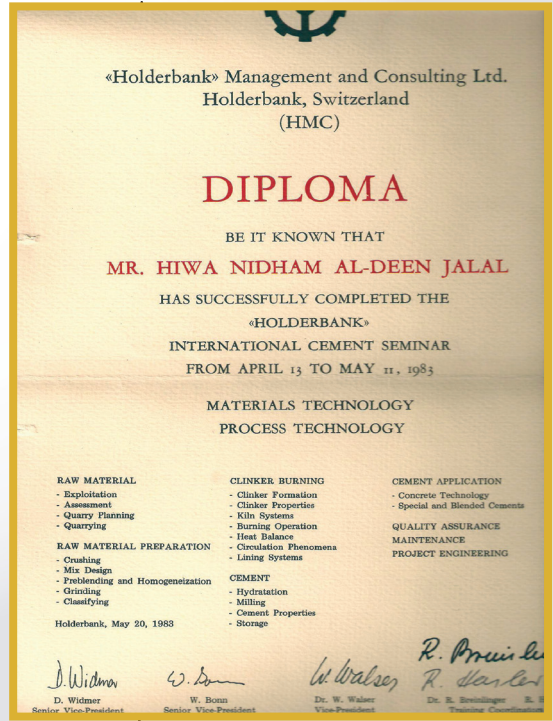 «Holderbank» Management and Consulting Ltd.
Holderbank, Switzerland
(HMC)
DIPLOMA
BE IT KNOWN THAT
MR. HIWA NIDHAM AL-DEEN JALAL
HAS SUCCESSFULLY COMPLETED THE
«HOLDERBANK»
INTERNATIONAL CEMENT SEMINAR
FROM APRIL 13 TO MAY 11, 1983
MATERIALS TECHNOLOGY
PROCESS TECHNOLOGY
RAW MATERIAL
- Exploitation
- Assessment
- Quarry Planning
- Quarrying
RAW MATERIAL PREPARATION
- Crushing
- Mix Design
- Preblending and Homogeneization
- Grinding
- Classifying
Holderbank, May 20, 1983
CLINKER BURNING
- Clinker Formation
- Clinker Properties
- Kiln Systems
- Burning Operation
- Heat Balance
- Circulation Phenomena
- Lining Systems
CEMENT
- Hydratation
- Milling
- Cement Properties
- Storage
CEMENT APPLICATION
- Concrete Technology
- Special and Blended Cements
QUALITY ASSURANCE
MAINTENANCE
PROJECT ENGINEERING
D. Widmer
W. Walser
D. Widmer
Senior Vice-President
W. Bonn
Senior Vice-President
Dr. W. Walser
Vice-President
Dr. R. Breinlinger R.
Training Coordinators